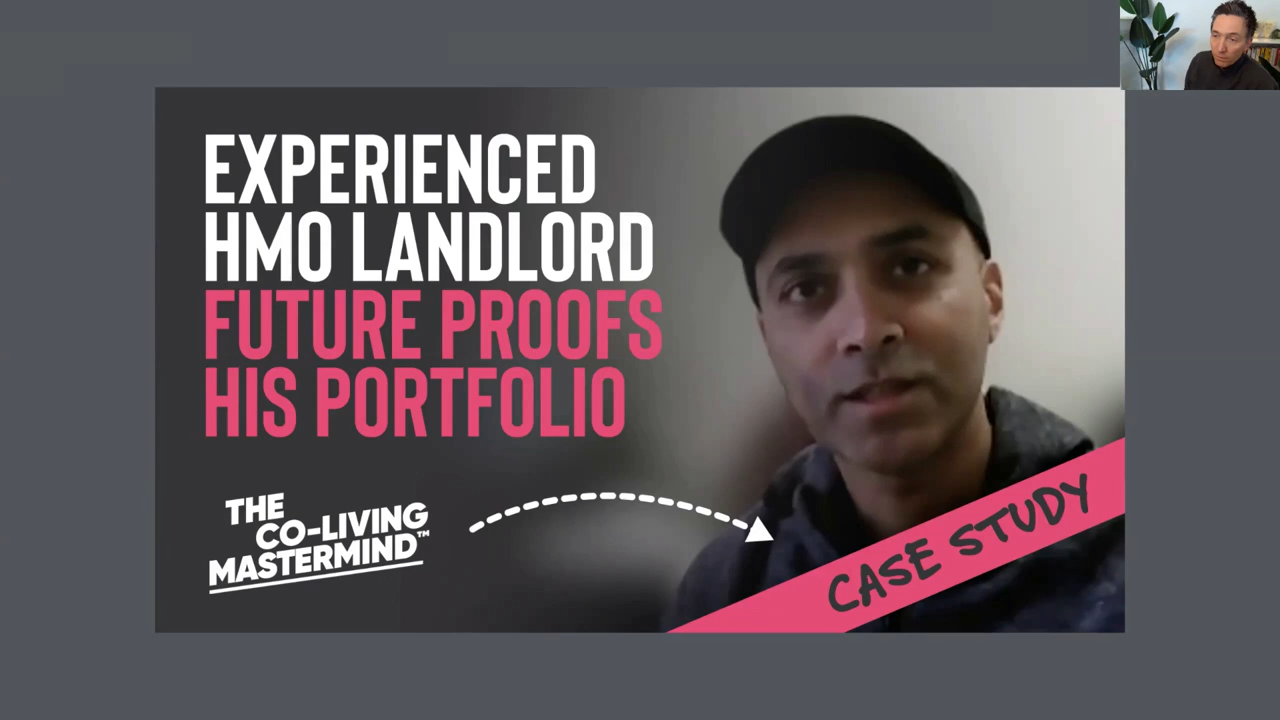 EXPERIENCED
HMO LANDLORD
FUTURE PROOFS
HIS PORTFOLIO
THE
CO-LIVING
MASTERMIND™
CASE STUDY